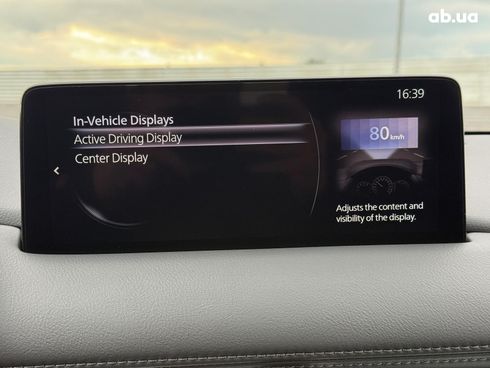 ab.ua
16:39
In-Vehicle Displays
Active Driving Display
Center Display
80 km/h
Adjusts the content and
visibility of the display.